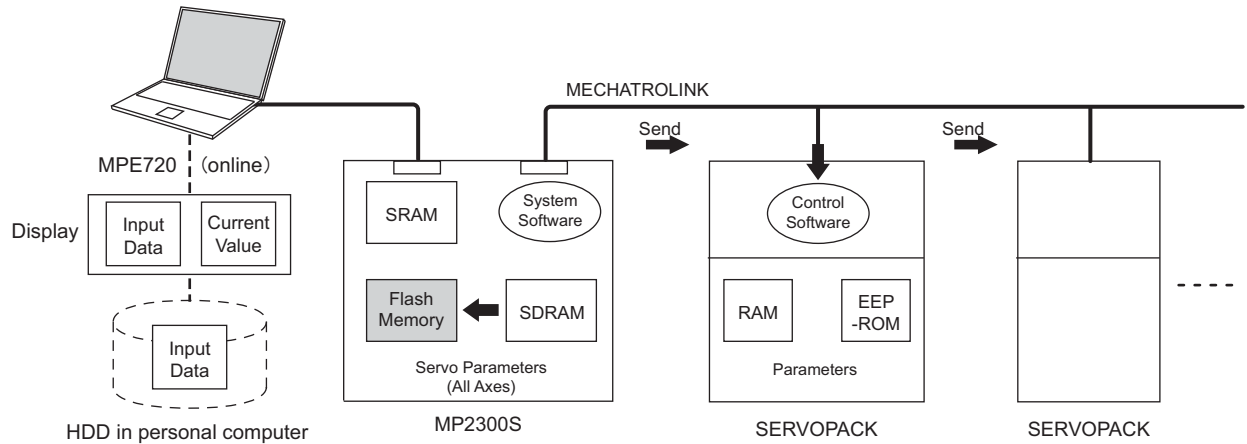 MECHATROLINK
Send
Send
MPE720 (online)
Display
Input
Data
Current
Value
Input
Data
HDD in personal computer
SRAM
System
Software
Flash
Memory
SDRAM
Servo Parameters
(All Axes)
MP2300S
Control
Software
RAM
EEP
-ROM
Parameters
SERVOPACK
SERVOPACK